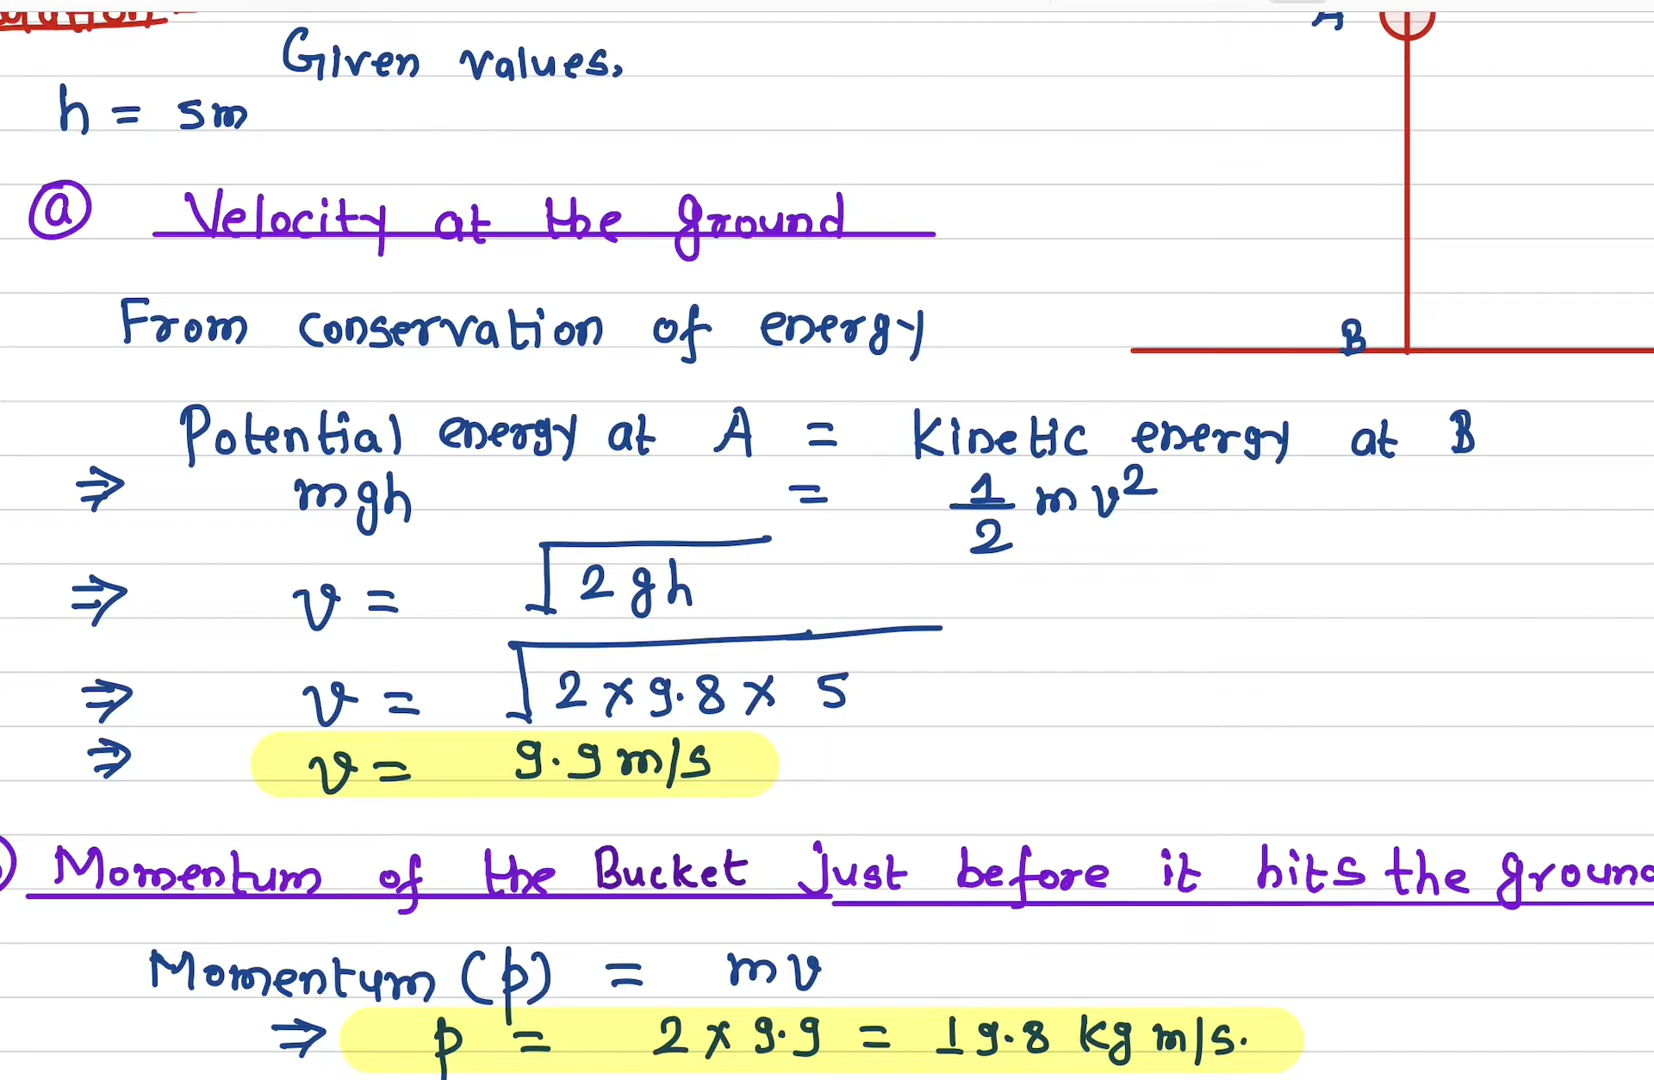 Given values,
A
h = 5m
ⓐ Velocity at the ground
From conservation of energy
B
Potential energy at A = Kinetic energy at B
⇒ mgh = 1/2 mv²
⇒ v = √2gh
⇒ v = √2×9.8×5
⇒ v = 9.9 m/s
Momentum of the Bucket just before it hits the ground
Momentum (p) = mv
⇒ p = 2×9.9 = 19.8 kg m/s.